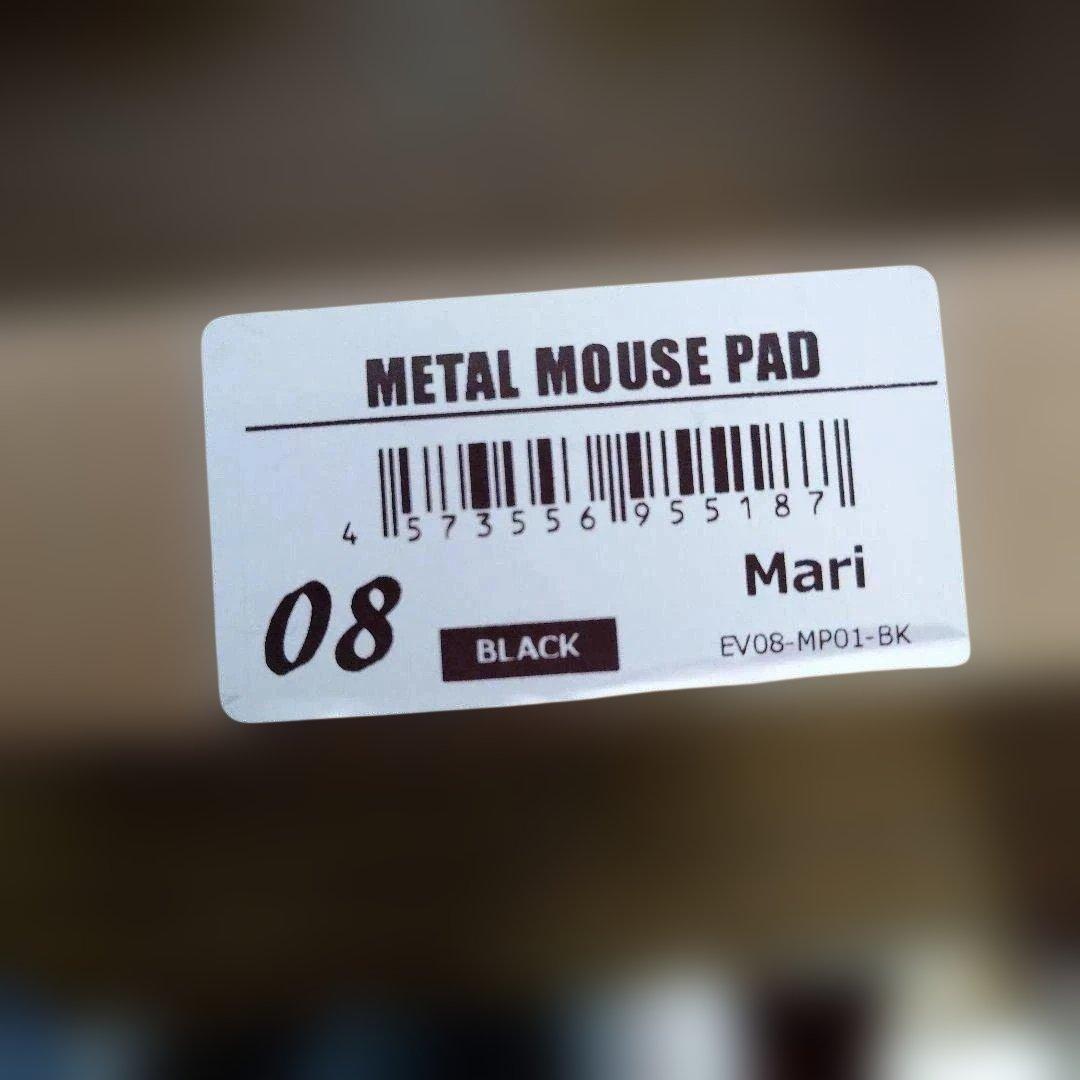 METAL MOUSE PAD
4 573556 955187
Mari
08
BLACK
EV08-MP01-BK